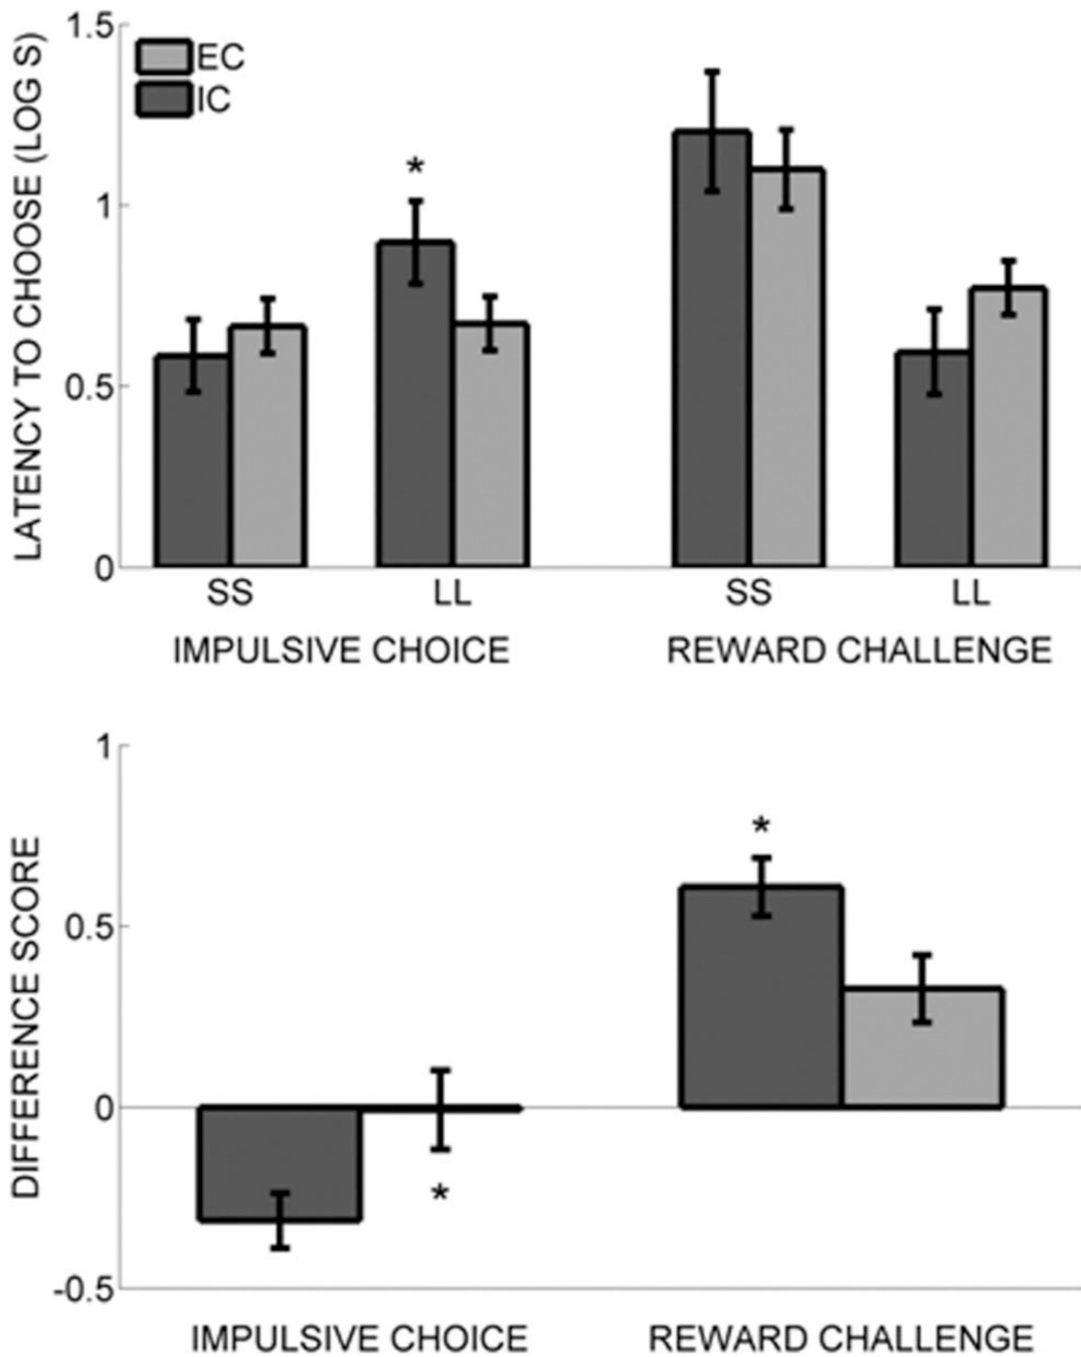 LATENCY TO CHOOSE (LOG S)
1.5
1
0.5
0
EC
IC
*
SS
LL
SS
LL
IMPULSIVE CHOICE
REWARD CHALLENGE
DIFFERENCE SCORE
1
0.5
0
-0.5
*
*
IMPULSIVE CHOICE
REWARD CHALLENGE